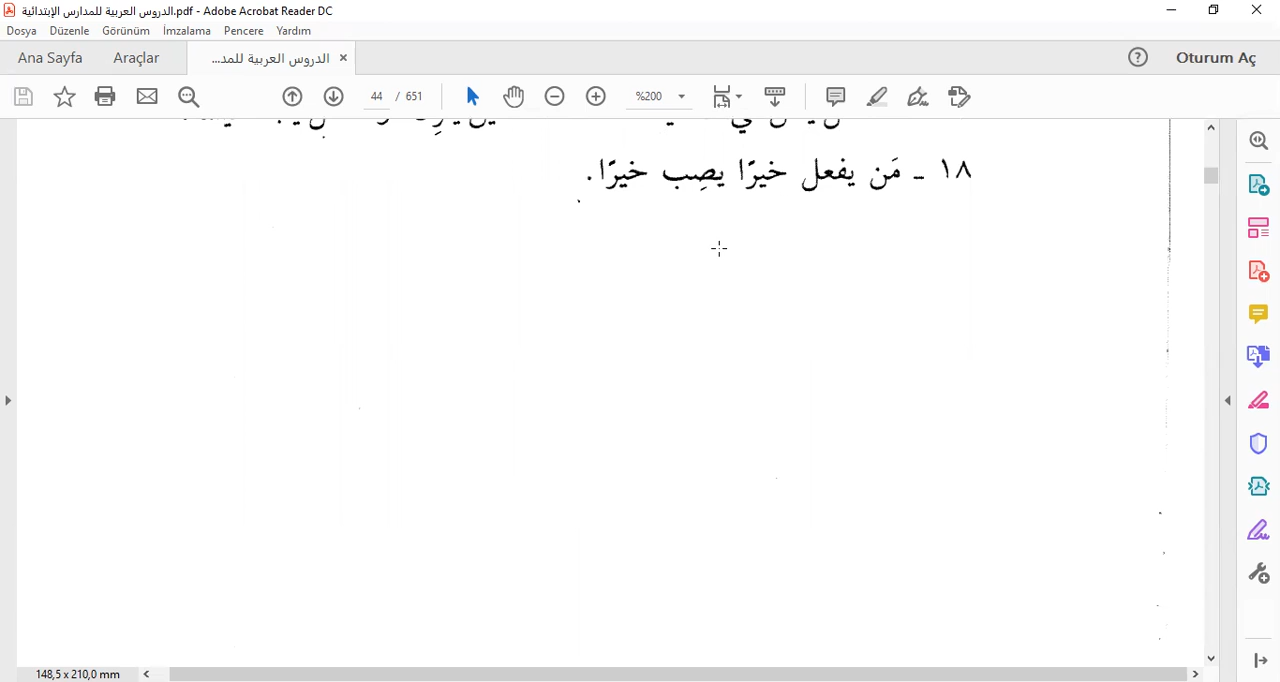 الدروس العربية للمدارس الإبتدائية.pdf - Adobe Acrobat Reader DC
Dosya Düzenle Görünüm İmzalama Pencere Yardım
Ana Sayfa Araçlar الدروس العربية للمد... × ? Oturum Aç
44 / 651 %200
١٨ - مَن يفعل خيرًا يصِب خيرًا.
148,5 x 210,0 mm